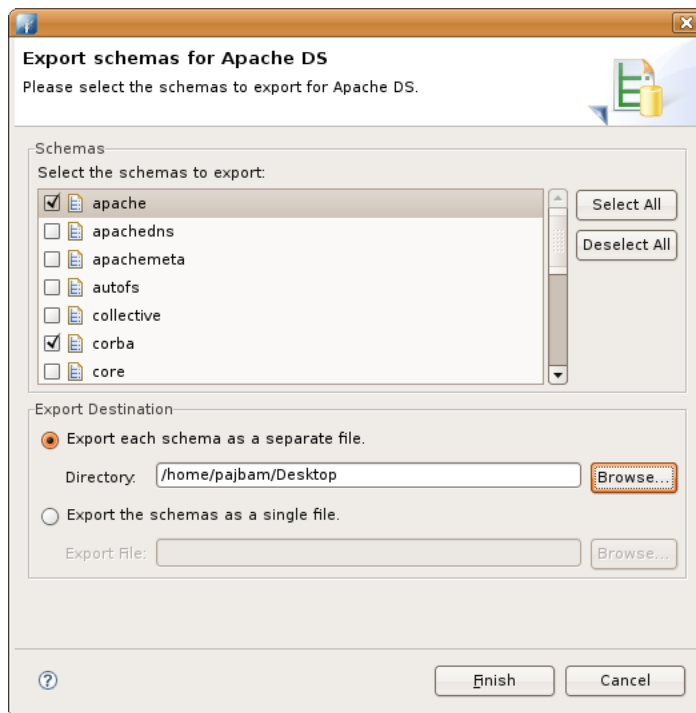 Export schemas for Apache DS
Please select the schemas to export for Apache DS.
Schemas
Select the schemas to export:
apache
Select All
apachedns
Deselect All
apachemeta
autofs
collective
corba
core
Export Destination
Export each schema as a separate file.
Directory: /home/pajbam/Desktop Browse...
Export the schemas as a single file.
Export File: Browse...
Finish Cancel